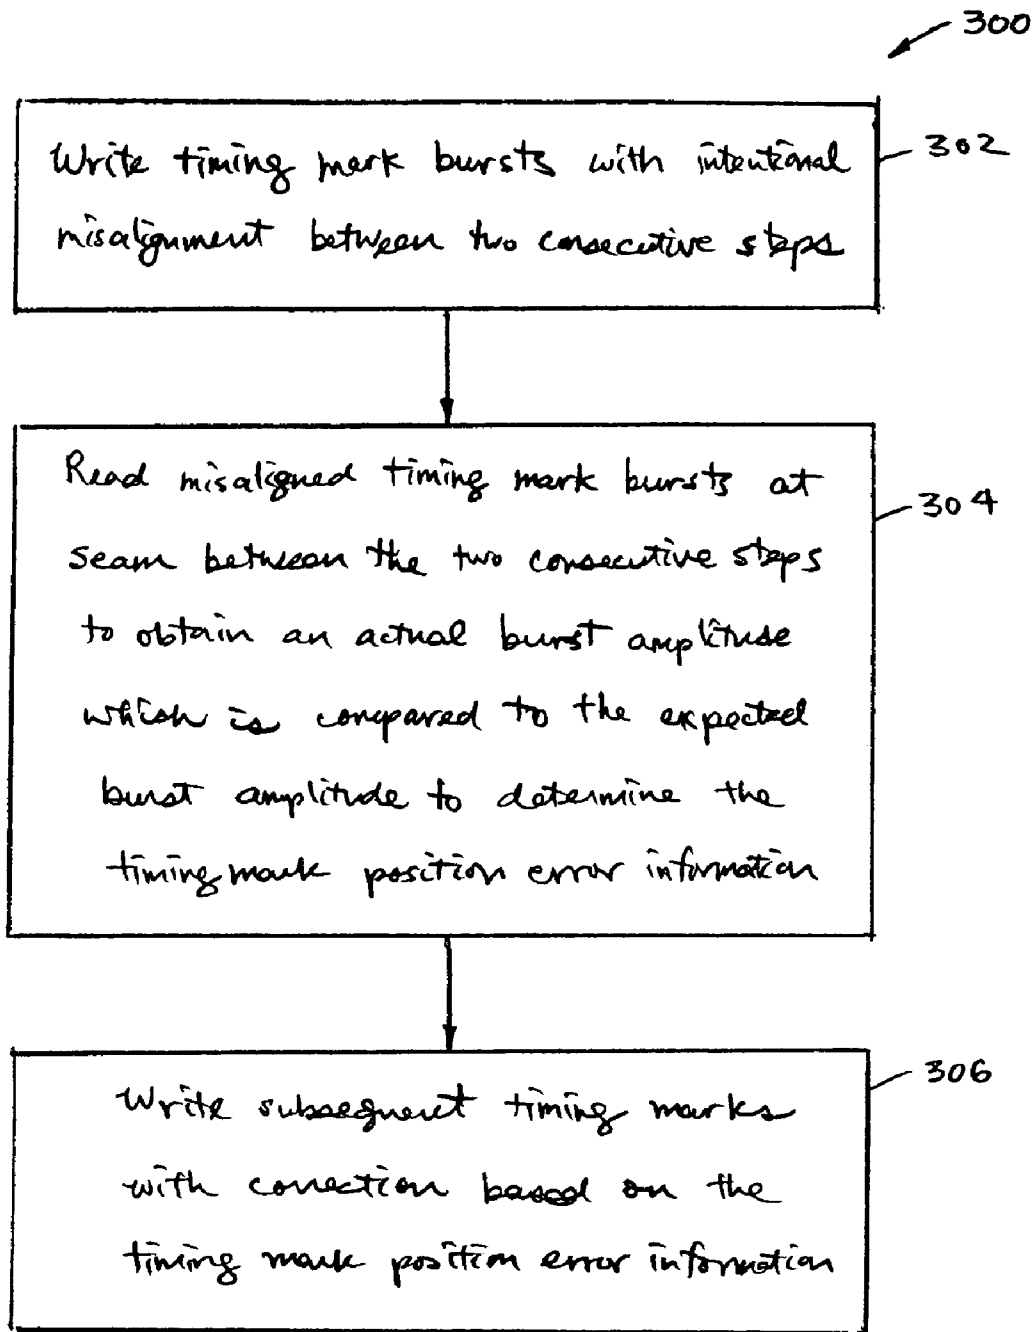 300
Write timing mark bursts with intentional
302
misalignment between two consecutive steps
Read misaligned timing mark bursts at
304
seam between the two consecutive steps
to obtain an actual burst amplitude
which is compared to the expected
burst amplitude to determine the
timing mark position error information
306
Write subsequent timing marks
with correction based on the
timing mark position error information